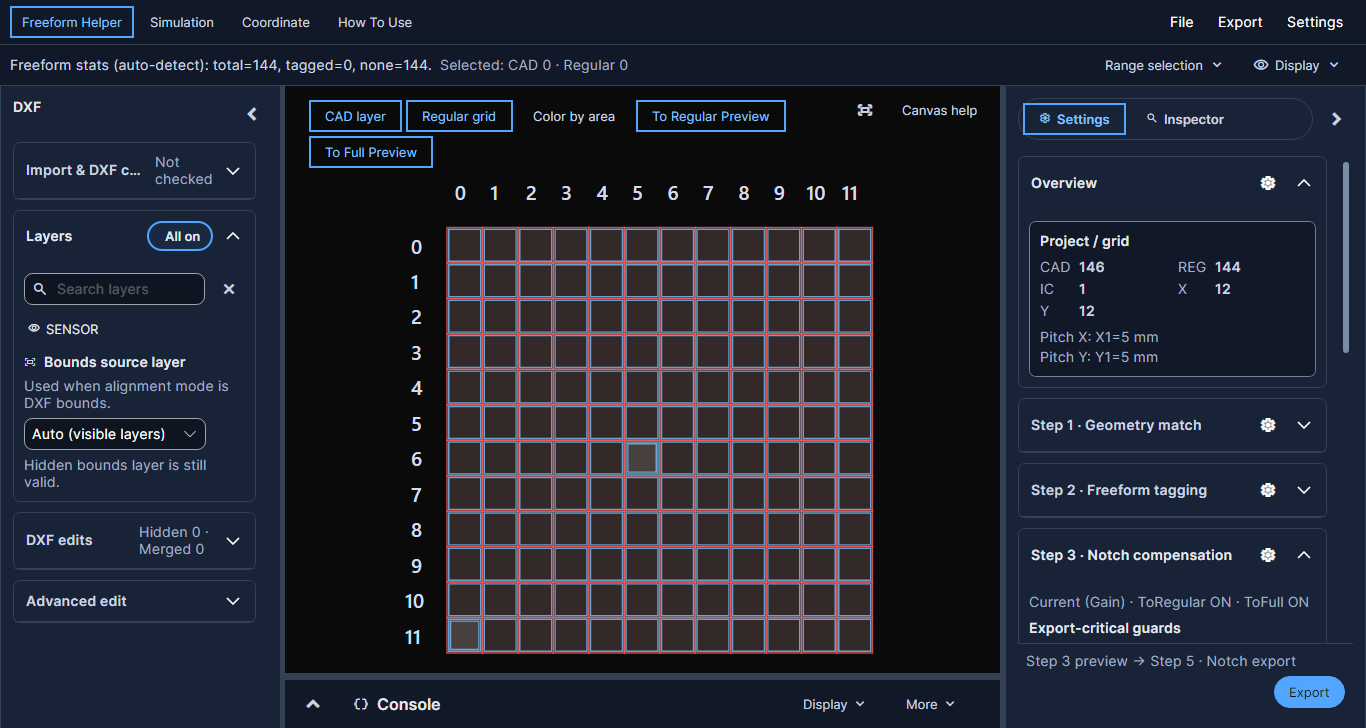 Freeform Helper Simulation Coordinate How To Use File Export Settings
Freeform stats (auto-detect): total=144, tagged=0, none=144. Selected: CAD 0 · Regular 0 Range selection Display
DXF
Import & DXF c... Not checked
Layers All on
Search layers
SENSOR
Bounds source layer
Used when alignment mode is
DXF bounds.
Auto (visible layers)
Hidden bounds layer is still
valid.
DXF edits Hidden 0 ·
Merged 0
Advanced edit
CAD layer Regular grid Color by area To Regular Preview Canvas help
To Full Preview
0 1 2 3 4 5 6 7 8 9 10 11
0
1
2
3
4
5
6
7
8
9
10
11
Console Display More
Settings Inspector
Overview
Project / grid
CAD 146 REG 144
IC 1 X 12
Y 12
Pitch X: X1=5 mm
Pitch Y: Y1=5 mm
Step 1 · Geometry match
Step 2 · Freeform tagging
Step 3 · Notch compensation
Current (Gain) · ToRegular ON · ToFull ON
Export-critical guards
Step 3 preview → Step 5 · Notch export
Export